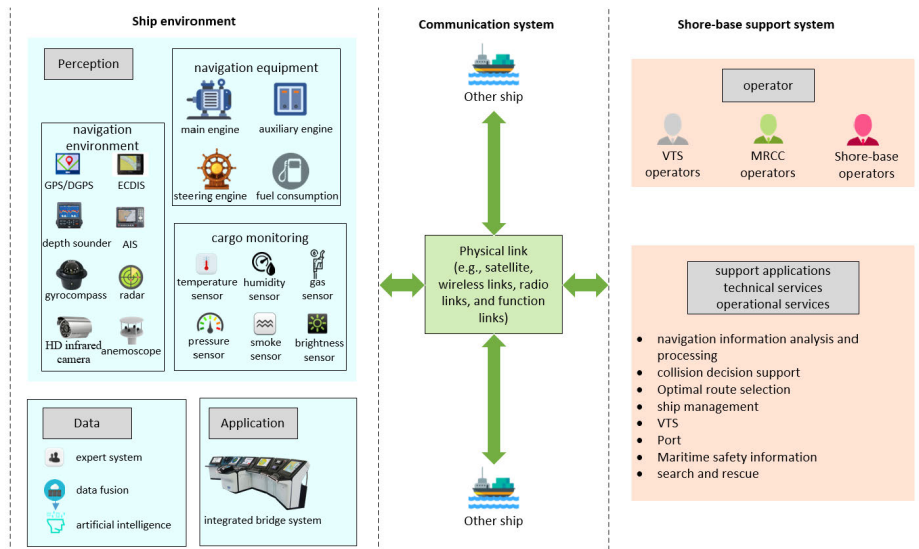 Ship environment
Communication system
Shore-base support system
Perception
navigation equipment
main engine
auxiliary engine
steering engine
fuel consumption
navigation
environment
GPS/DGPS
ECDIS
depth sounder
AIS
gyrocompass
radar
HD infrared
camera
anemoscope
cargo monitoring
temperature
sensor
humidity
sensor
gas
sensor
pressure
sensor
smoke
sensor
brightness
sensor
Data
expert system
data fusion
artificial intelligence
Application
integrated bridge system
Other ship
Physical link
(e.g., satellite,
wireless links, radio
links, and function
links)
Other ship
operator
VTS
operators
MRCC
operators
Shore-base
operators
support applications
technical services
operational services
• navigation information analysis and
processing
• collision decision support
• Optimal route selection
• ship management
• VTS
• Port
• Maritime safety information
• search and rescue